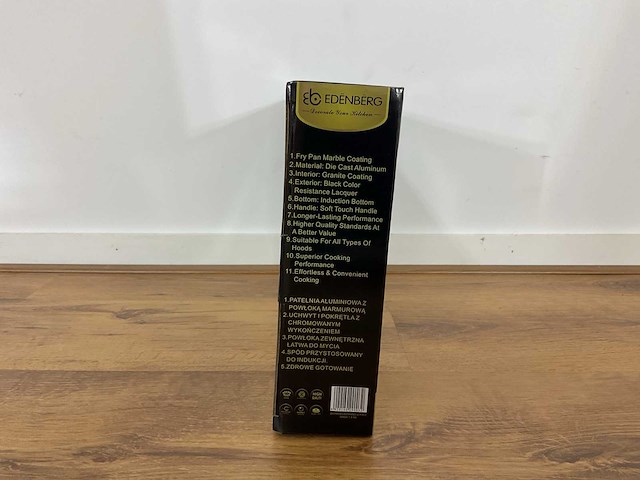 EDËNBERG
Decorate Your Kitchen
1.Fry Pan Marble Coating
2.Material: Die Cast Aluminum
3.Interior: Granite Coating
4.Exterior: Black Color
Resistance Lacquer
5.Bottom: Induction Bottom
6.Handle: Soft Touch Handle
7.Longer-Lasting Performance
8.Higher Quality Standards At
A Better Value
9.Suitable For All Types Of
Hoods
10.Superior Cooking
Performance
11.Effortless & Convenient
Cooking
1.PATELNIA ALUMINIOWA Z
POWŁOKĄ MARMUROWĄ
2.UCHWYT I POKRĘTŁA Z
CHROMOWANYM
WYKOŃCZENIEM
3.POWŁOKA ZEWNĘTRZNA
ŁATWA DO MYCIA
4.SPÓD PRZYSTOSOWANY
DO INDUKCJI.
5.ZDROWE GOTOWANIE